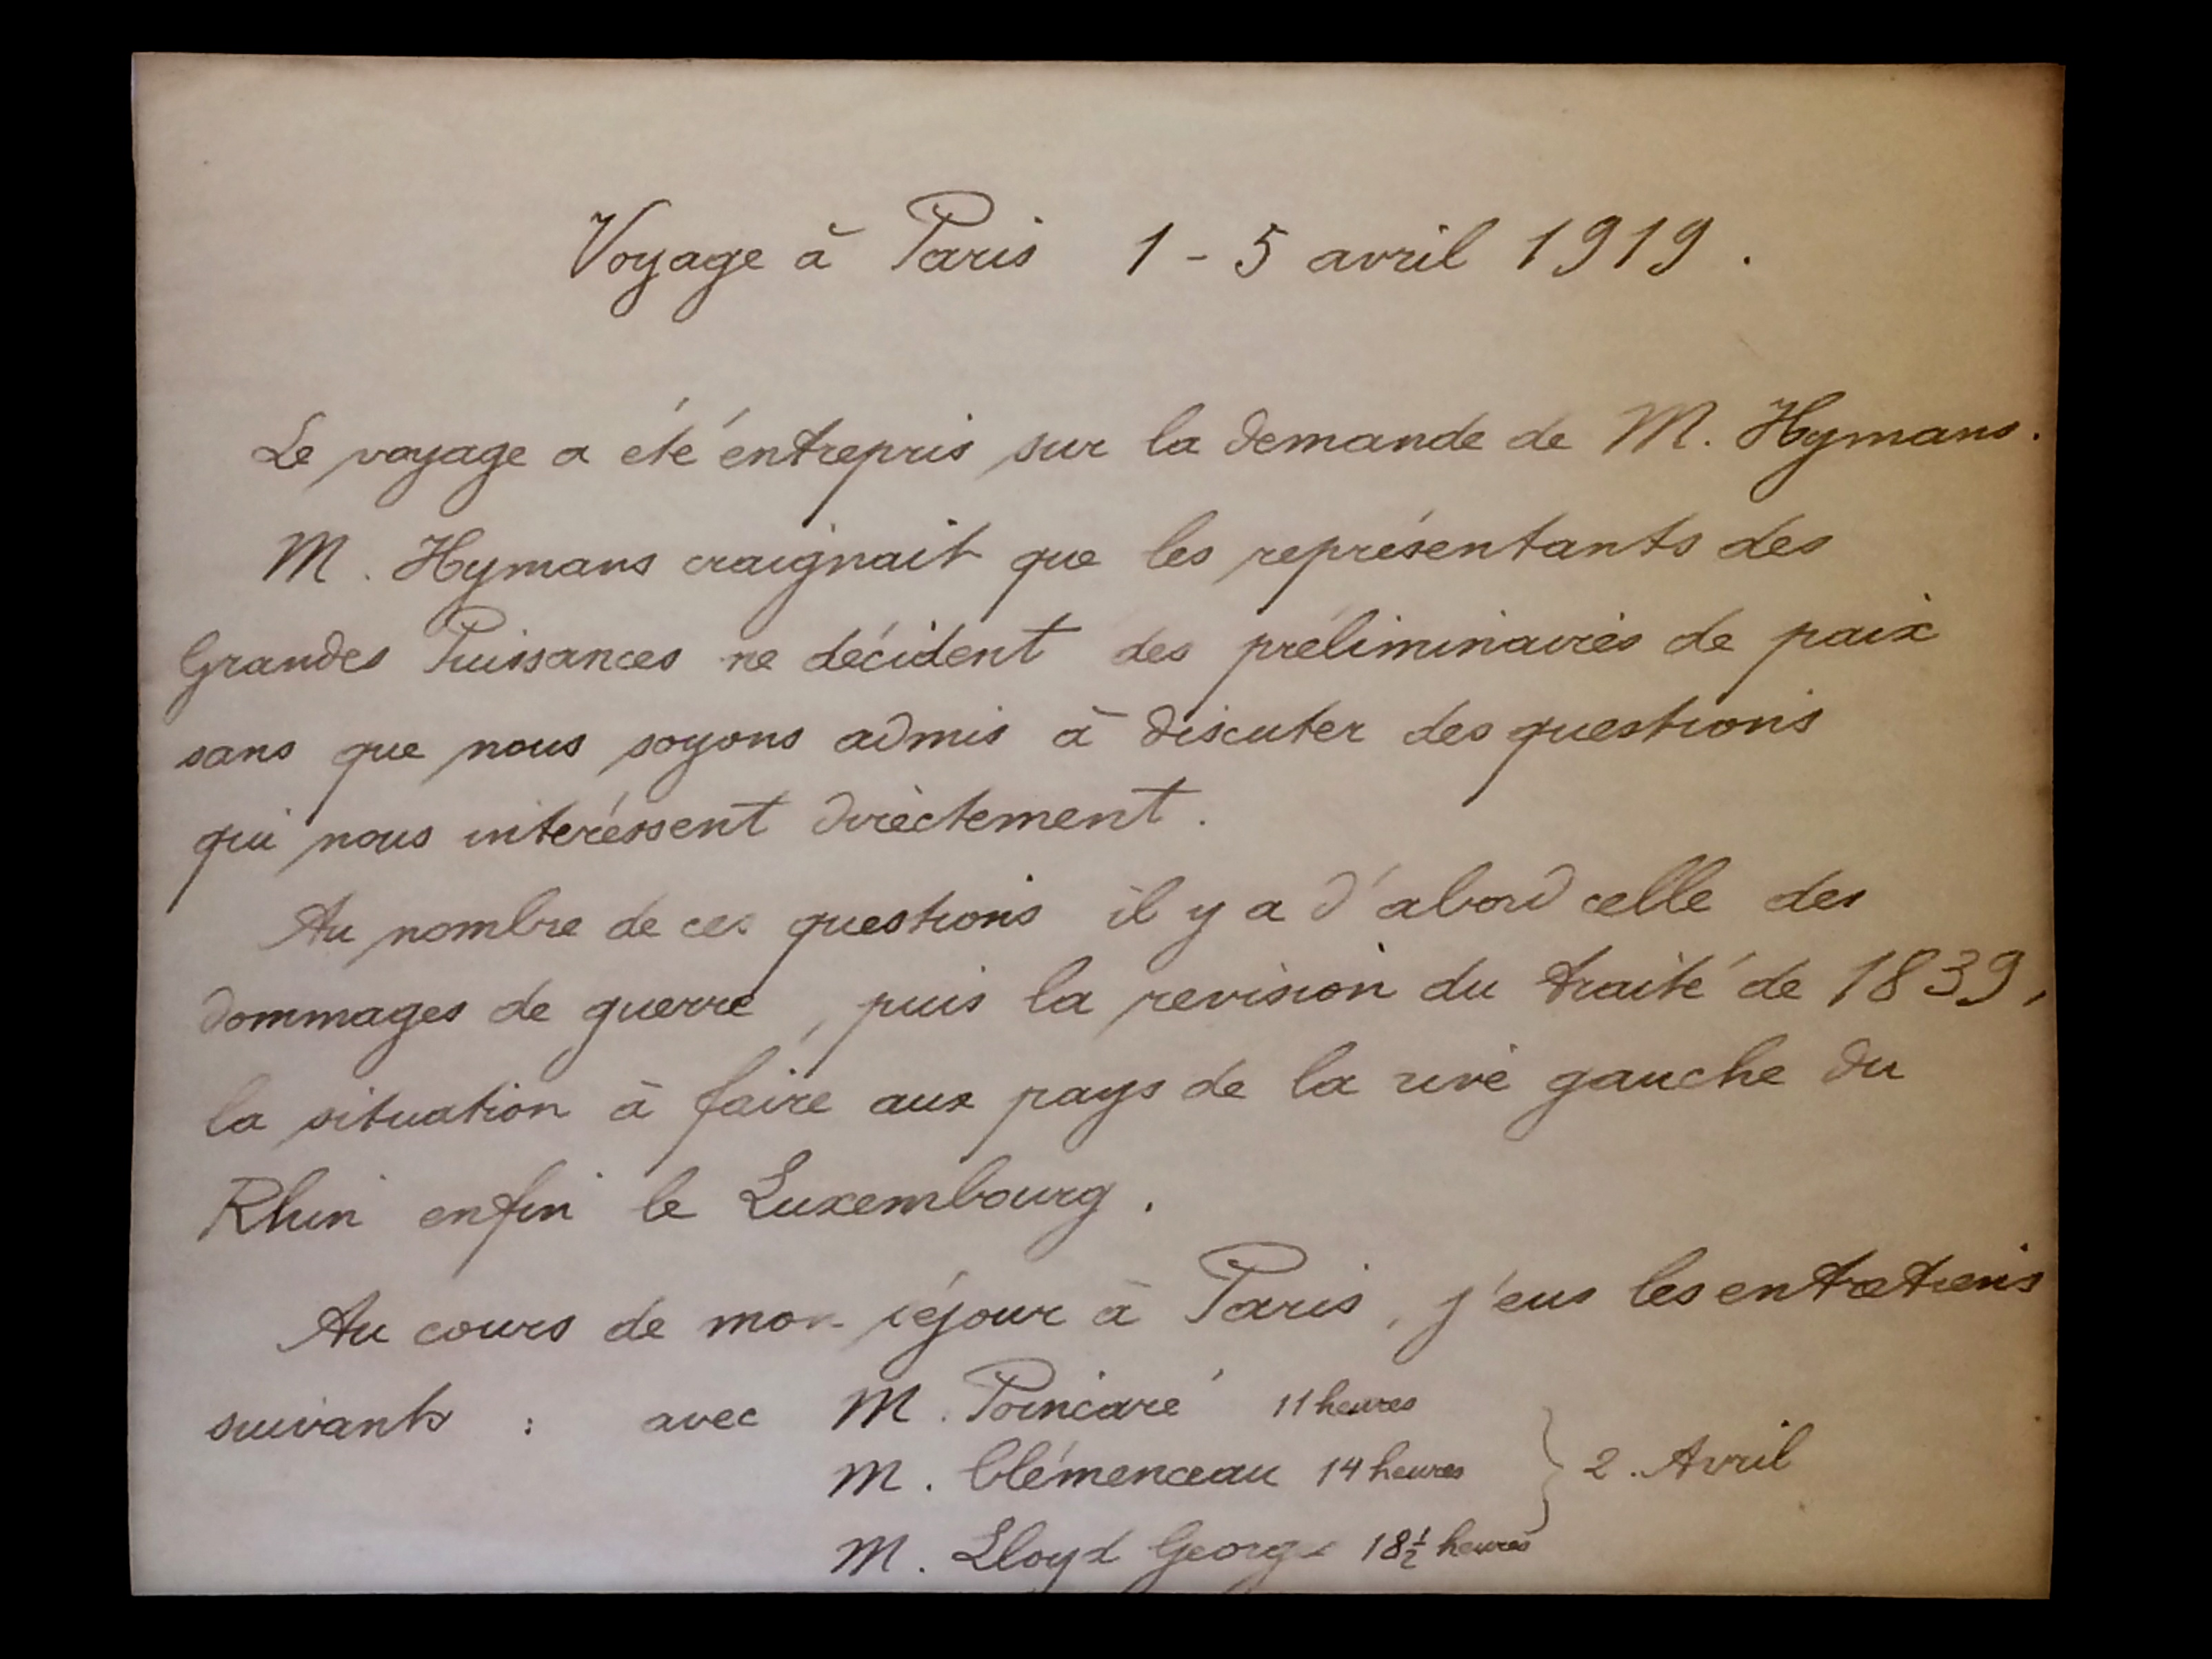 Voyage à Paris 1 - 5 avril 1919.
Le voyage a été entrepris sur la demande de M. Hymans.
M. Hymans craignait que les représentants des
Grandes Puissances ne décident des préliminaires de paix
sans que nous soyons admis à discuter des questions
qui nous intéressent directement.
Au nombre de ces questions il y a d'abord celle des
dommages de guerre, puis la revision du traité de 1839,
la situation à faire aux pays de la rive gauche du
Rhin enfin le Luxembourg.
Au cours de mon séjour à Paris, j'eus les entretiens
suivants : avec M. Poincaré 11 heures
M. Clémenceau 14 heures } 2. Avril
M. Lloyd George 18½ heures